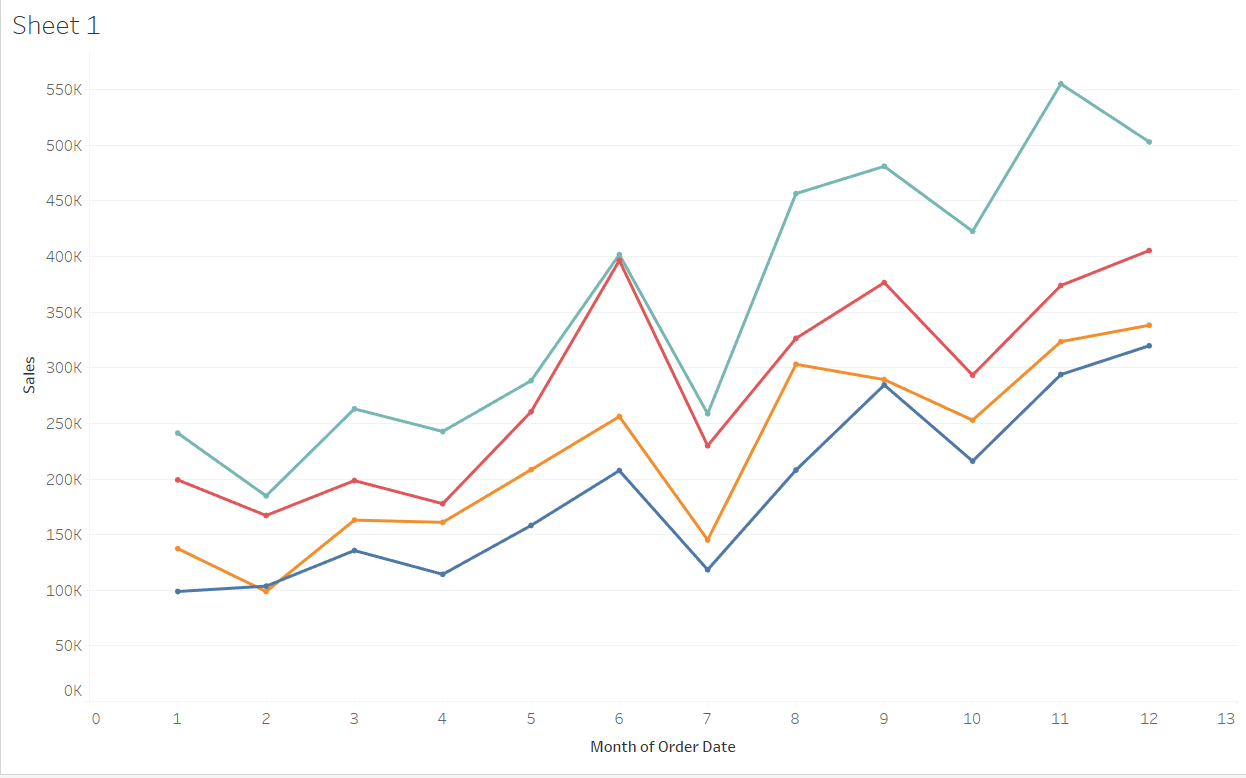 Sheet 1
550K
500K
450K
400K
350K
300K
250K
200K
150K
100K
50K
0K
Sales
0 1 2 3 4 5 6 7 8 9 10 11 12 13
Month of Order Date